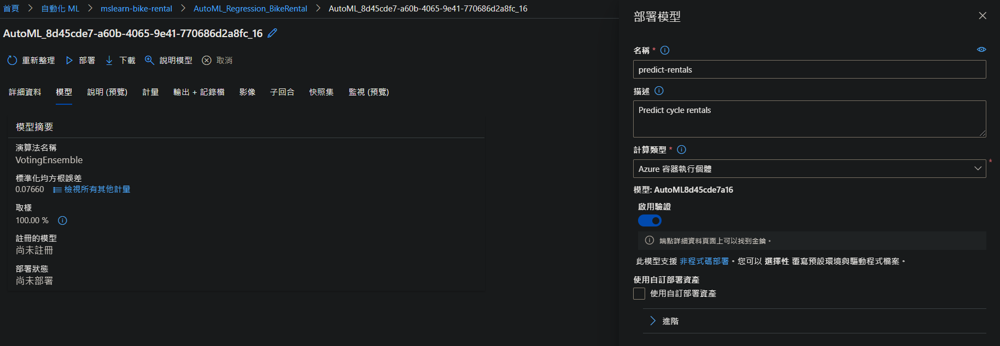 首頁 > 自動化 ML > mslearn-bike-rental > AutoML_Regression_BikeRental > AutoML_8d45cde7-a60b-4065-9e41-770686d2a8fc_16
AutoML_8d45cde7-a60b-4065-9e41-770686d2a8fc_16
重新整理 部署 下載 說明模型 取消
詳細資料 模型 說明 (預覽) 計量 輸出 + 記錄檔 影像 子回合 快照集 監視 (預覽)
模型摘要
演算法名稱
VotingEnsemble
標準化均方根誤差
0.07660 檢視所有其他計量
取樣
100.00 %
註冊的模型
尚未註冊
部署狀態
尚未部署
部署模型
名稱 *
predict-rentals
描述
Predict cycle rentals
計算類型 *
Azure 容器執行個體 *
模型: AutoML8d45cde7a16
啟用驗證
端點詳細資料頁面上可以找到金鑰。
此模型支援 非程式碼部署。您可以 選擇性 覆寫預設環境與驅動程式檔案。
使用自訂部署資產
使用自訂部署資產
進階